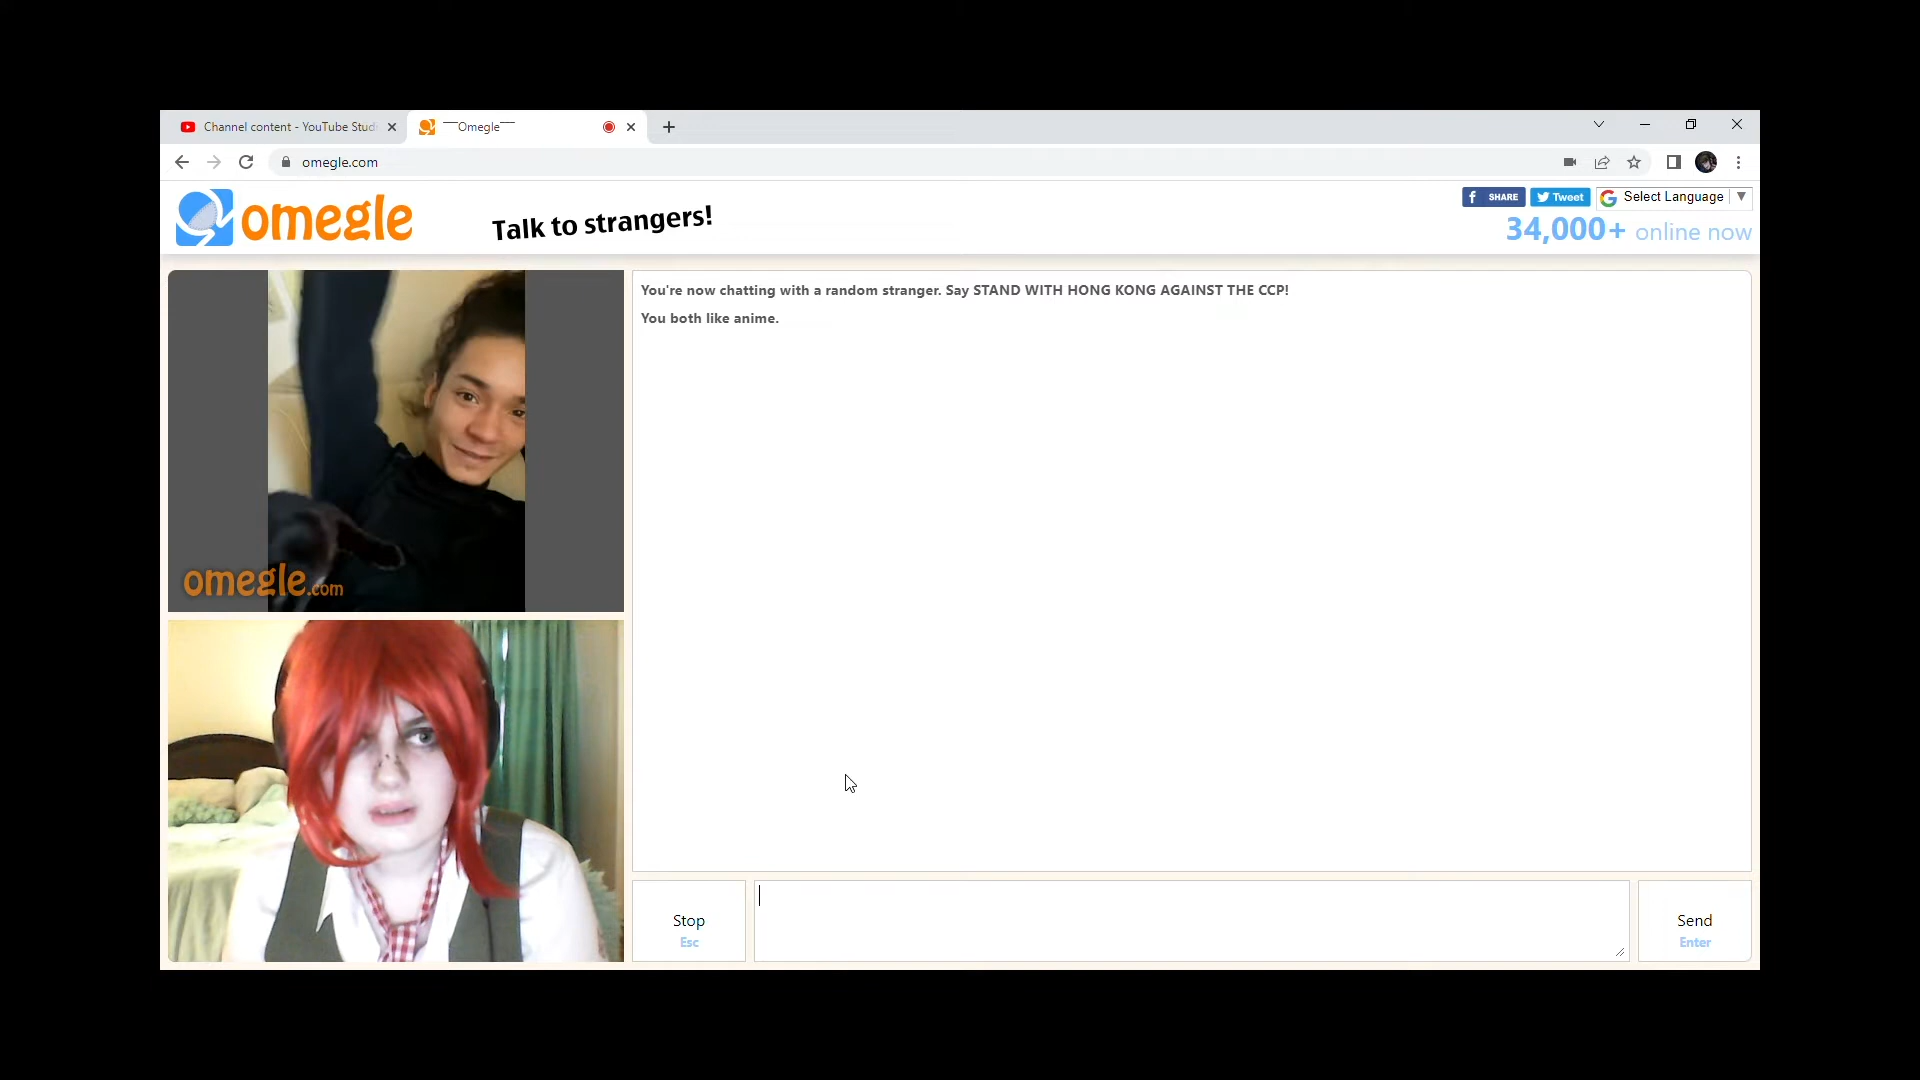 Channel content - YouTube Stud
Omegle
omegle.com
omegle
Talk to strangers!
SHARE
Tweet
Select Language
34,000+ online now
omegle.com
You're now chatting with a random stranger. Say STAND WITH HONG KONG AGAINST THE CCP!
You both like anime.
Stop
Esc
Send
Enter